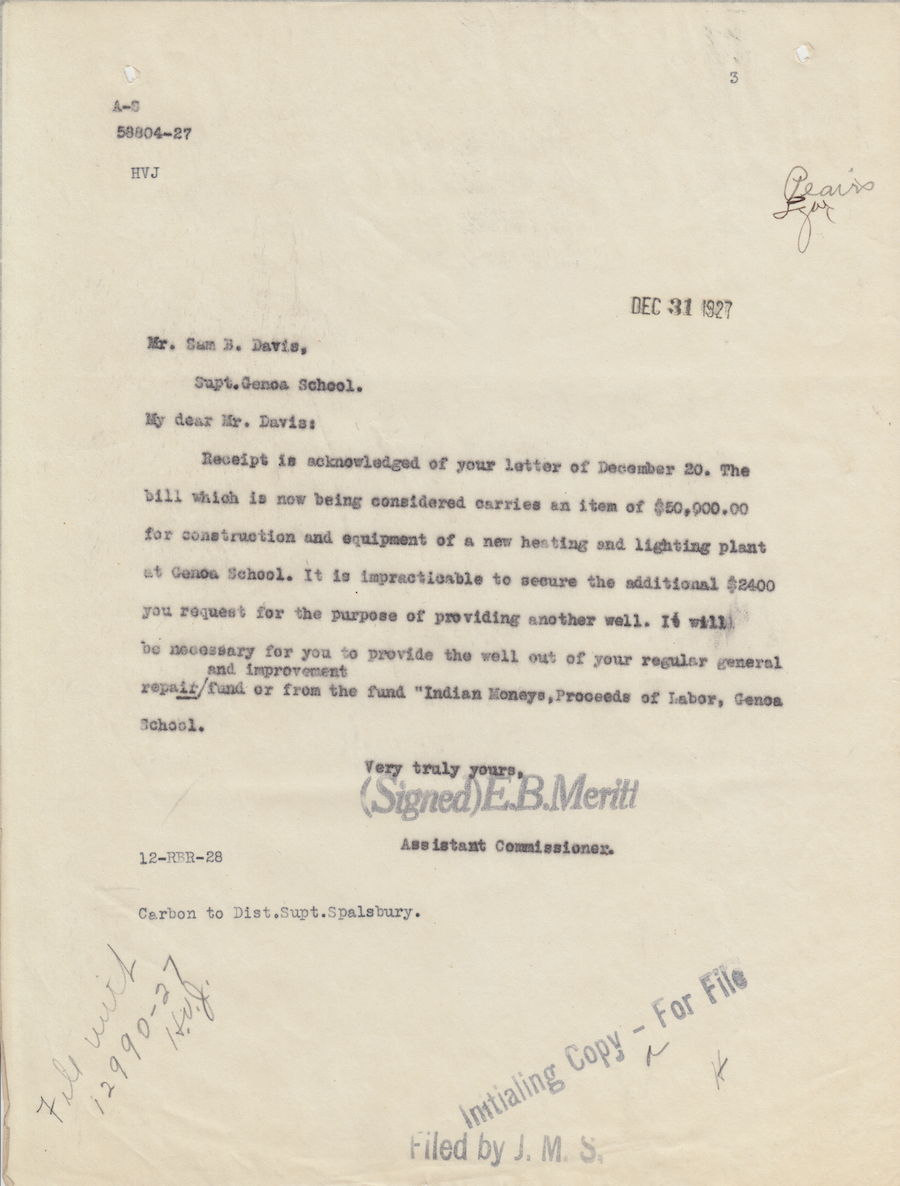 3
A-S
58804-27
HVJ
Pearis
DEC 31 1927
Mr. Sam B. Davis,
Supt.Genoa School.
My dear Mr. Davis:
Receipt is acknowledged of your letter of December 20. The
bill which is now being considered carries an item of $50,000.00
for construction and equipment of a new heating and lighting plant
at Genoa School. It is impracticable to secure the additional $2400
you request for the purpose of providing another well. It will
be necessary for you to provide the well out of your regular general
and improvement
repair/fund or from the fund "Indian Moneys,Proceeds of Labor, Genoa
School.
Very truly yours,
(Signed) E.B. Meritt
Assistant Commissioner.
12-RBR-28
Carbon to Dist.Supt.Spalsbury.
File with
12990-27
H.V.J.
Initialing Copy - For File
Filed by J. M. S.